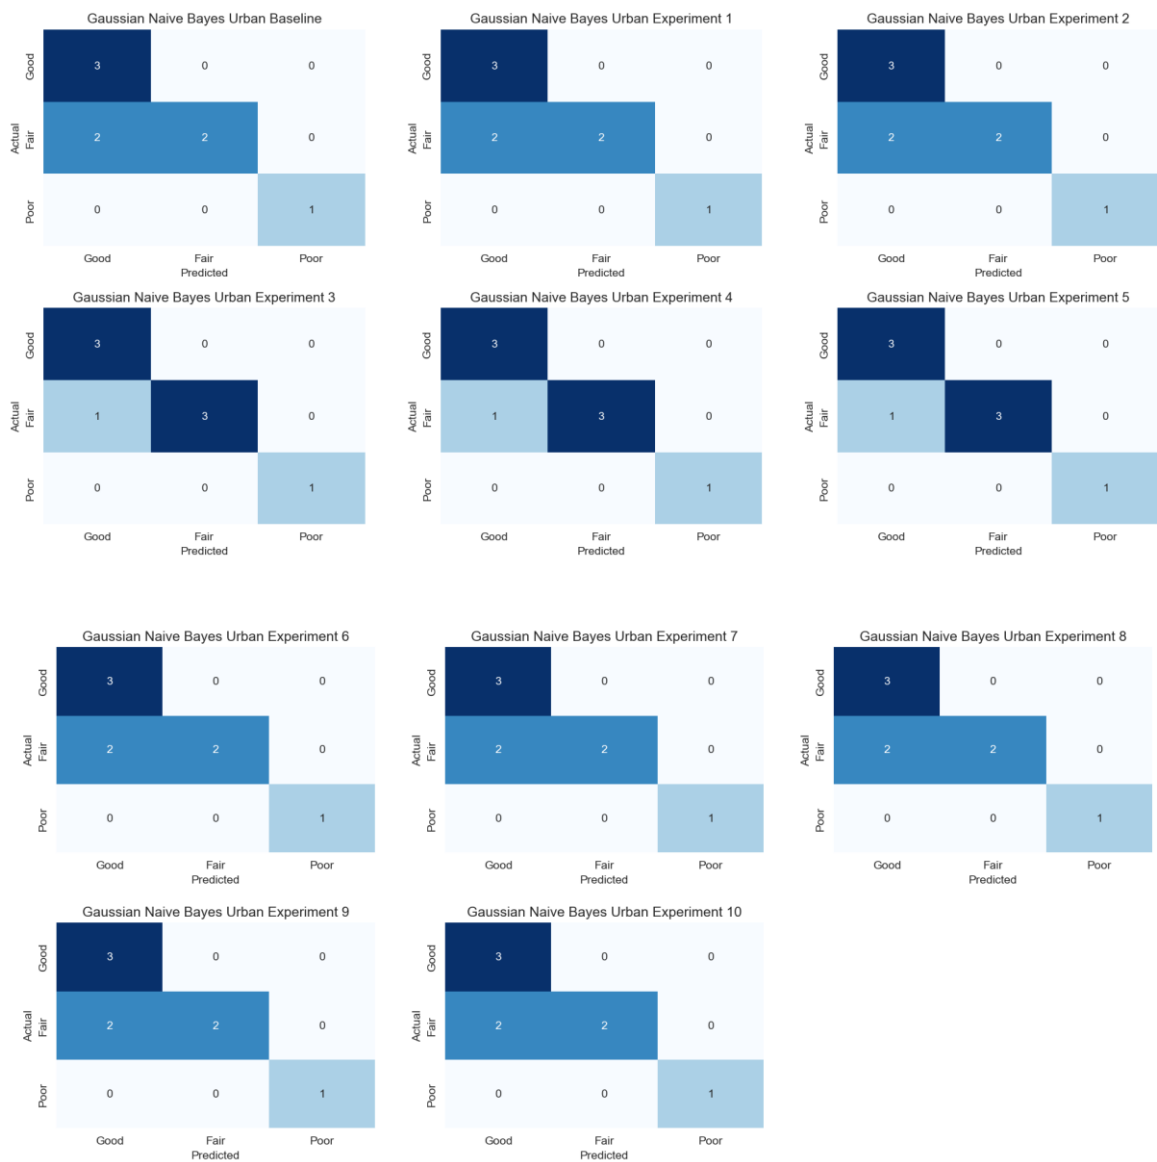 Gaussian Naive Bayes Urban Baseline
Good 3 0 0
Actual
Fair 2 2 0
Poor 0 0 1
Good Fair Poor
Predicted
Gaussian Naive Bayes Urban Experiment 1
Good 3 0 0
Actual
Fair 2 2 0
Poor 0 0 1
Good Fair Poor
Predicted
Gaussian Naive Bayes Urban Experiment 2
Good 3 0 0
Actual
Fair 2 2 0
Poor 0 0 1
Good Fair Poor
Predicted
Gaussian Naive Bayes Urban Experiment 3
Good 3 0 0
Actual
Fair 1 3 0
Poor 0 0 1
Good Fair Poor
Predicted
Gaussian Naive Bayes Urban Experiment 4
Good 3 0 0
Actual
Fair 1 3 0
Poor 0 0 1
Good Fair Poor
Predicted
Gaussian Naive Bayes Urban Experiment 5
Good 3 0 0
Actual
Fair 1 3 0
Poor 0 0 1
Good Fair Poor
Predicted
Gaussian Naive Bayes Urban Experiment 6
Good 3 0 0
Actual
Fair 2 2 0
Poor 0 0 1
Good Fair Poor
Predicted
Gaussian Naive Bayes Urban Experiment 7
Good 3 0 0
Actual
Fair 2 2 0
Poor 0 0 1
Good Fair Poor
Predicted
Gaussian Naive Bayes Urban Experiment 8
Good 3 0 0
Actual
Fair 2 2 0
Poor 0 0 1
Good Fair Poor
Predicted
Gaussian Naive Bayes Urban Experiment 9
Good 3 0 0
Actual
Fair 2 2 0
Poor 0 0 1
Good Fair Poor
Predicted
Gaussian Naive Bayes Urban Experiment 10
Good 3 0 0
Actual
Fair 2 2 0
Poor 0 0 1
Good Fair Poor
Predicted